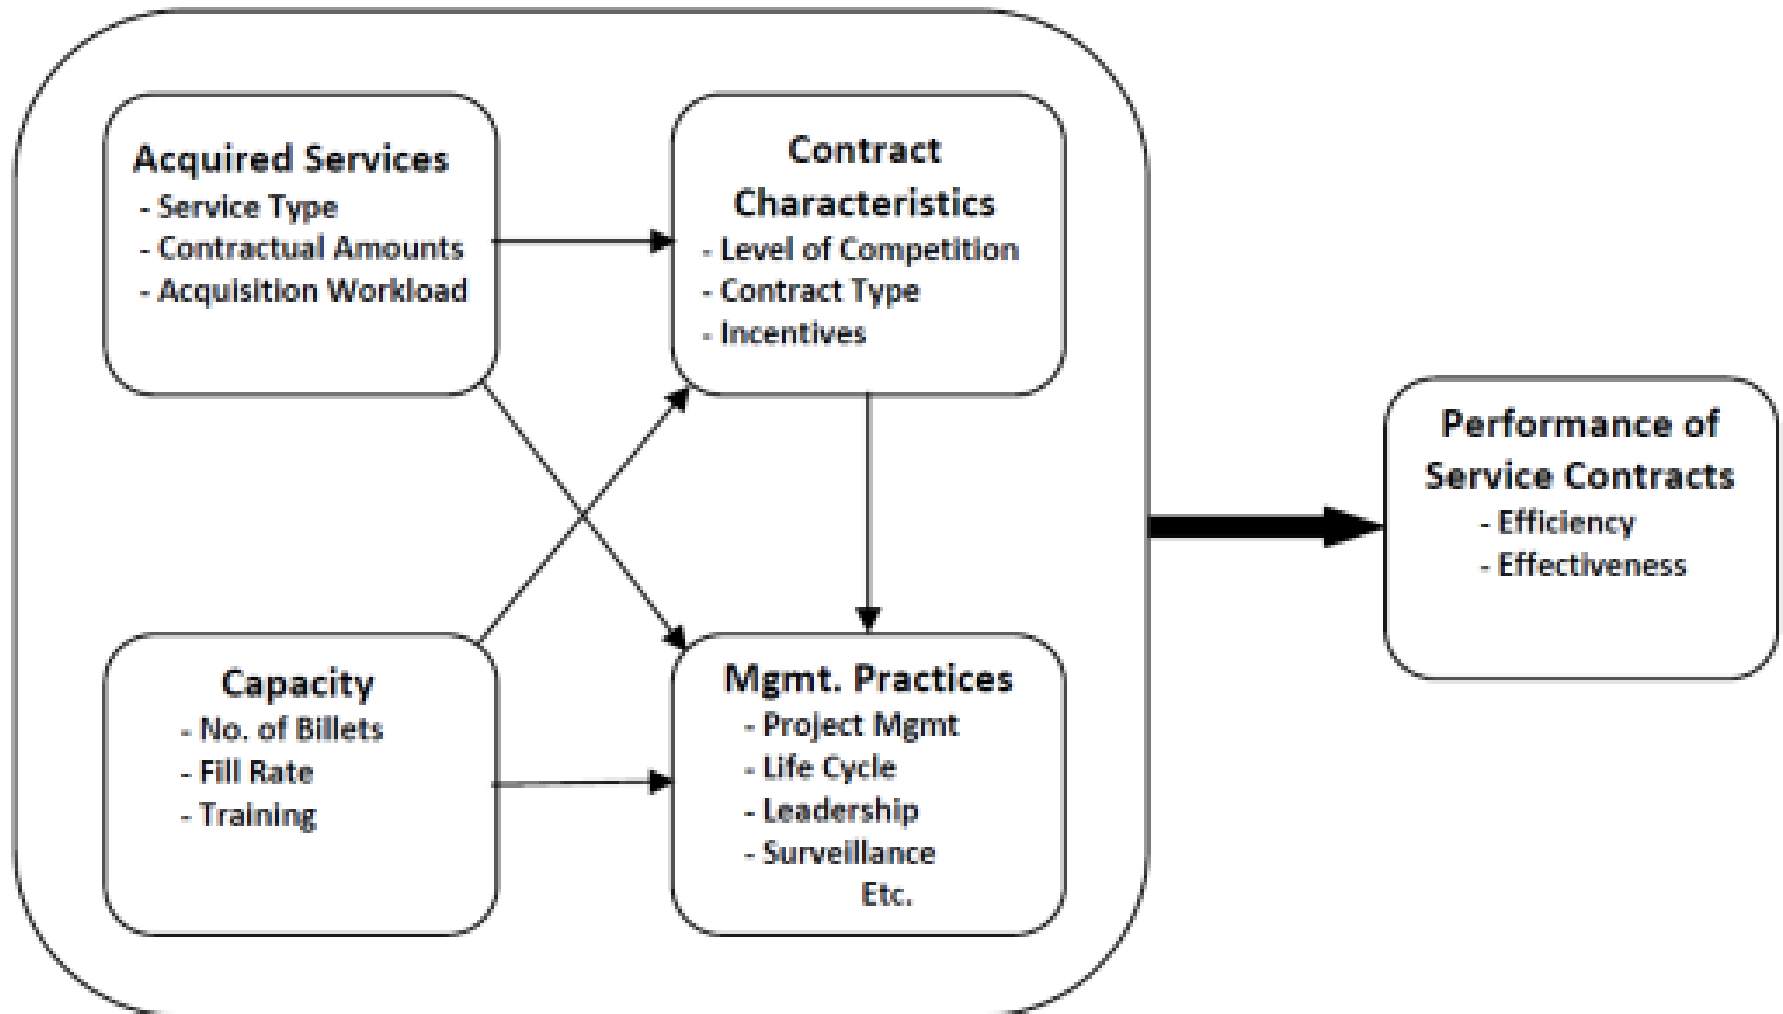 Acquired Services
- Service Type
- Contractual Amounts
- Acquisition Workload
Contract
Characteristics
- Level of Competition
- Contract Type
- Incentives
Capacity
- No. of Billets
- Fill Rate
- Training
Mgmt. Practices
- Project Mgmt
- Life Cycle
- Leadership
- Surveillance
Etc.
Performance of
Service Contracts
- Efficiency
- Effectiveness